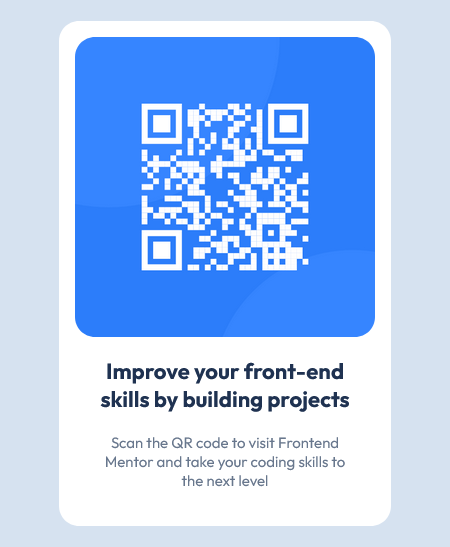 Improve your front-end
skills by building projects
Scan the QR code to visit Frontend
Mentor and take your coding skills to
the next level